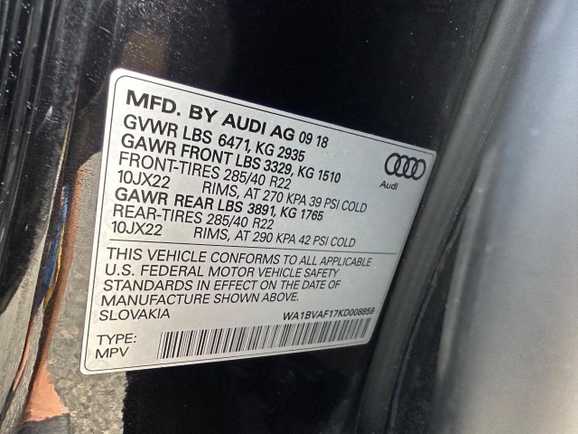 MFD. BY AUDI AG 09 18
GVWR LBS 6471, KG 2935
GAWR FRONT LBS 3329, KG 1510
FRONT-TIRES 285/40 R22
10JX22 RIMS, AT 270 KPA 39 PSI COLD
GAWR REAR LBS 3891, KG 1765
REAR-TIRES 285/40 R22
10JX22 RIMS, AT 290 KPA 42 PSI COLD
Audi
THIS VEHICLE CONFORMS TO ALL APPLICABLE
U.S. FEDERAL MOTOR VEHICLE SAFETY
STANDARDS IN EFFECT ON THE DATE OF
MANUFACTURE SHOWN ABOVE.
SLOVAKIA WA1BVAF17KD008858
TYPE:
MPV